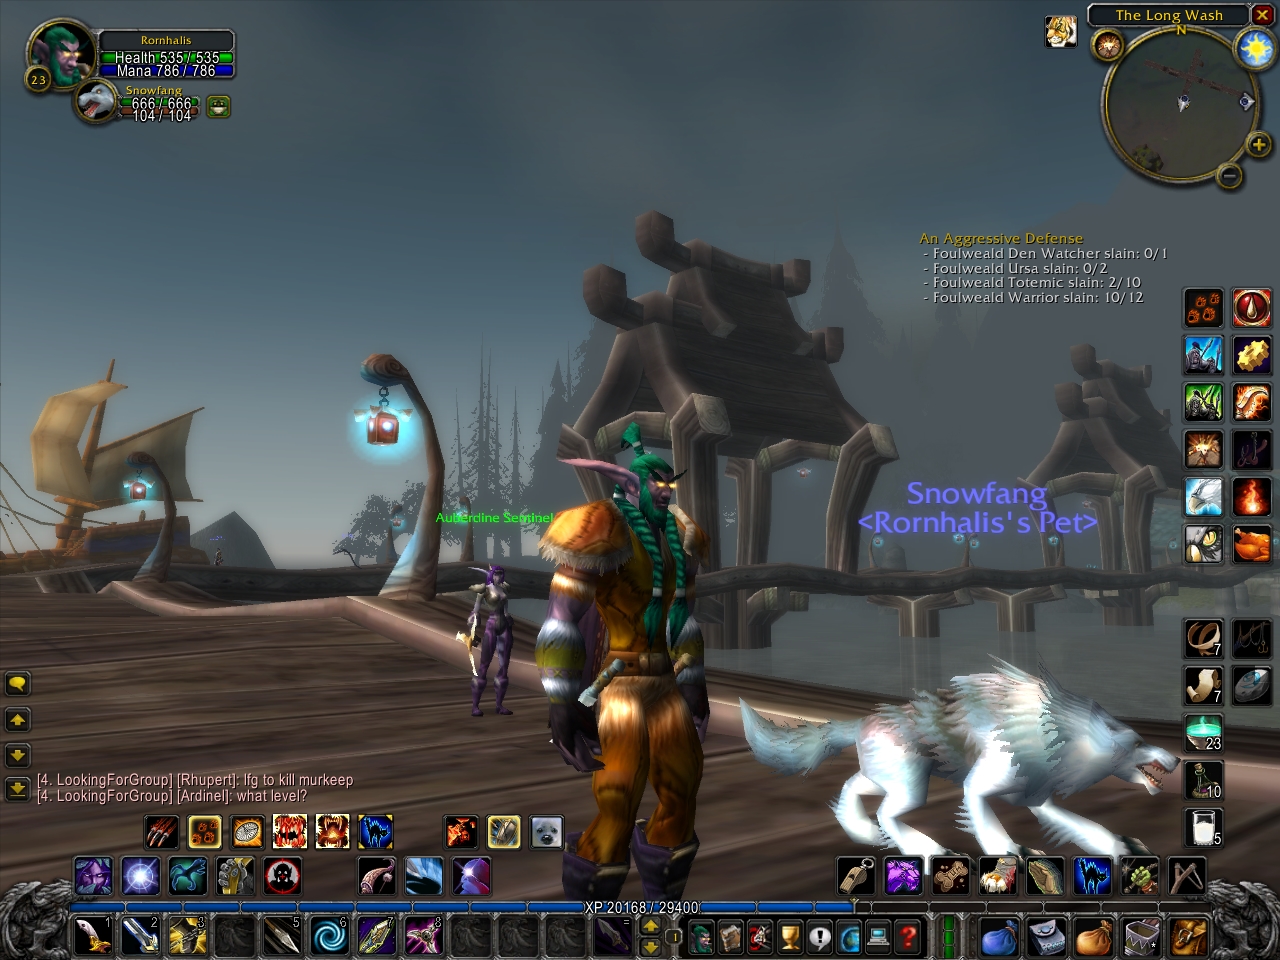 Rornhalis
Health 535 / 535
Mana 786 / 786
23
Snowfang
666 / 666
104 / 104
The Long Wash
N
An Aggressive Defense
- Foulweald Den Watcher slain: 0/1
- Foulweald Ursa slain: 0/2
- Foulweald Totemic slain: 2/10
- Foulweald Warrior slain: 10/12
Snowfang
<Rornhalis's Pet>
Auberdine Sentinel
7
7
23
10
5
[4. LookingForGroup] [Rhupert]: lfg to kill murkeep
[4. LookingForGroup] [Ardinel]: what level?
XP 20168 / 29400
1 2 3 5 6 7 8 =
1